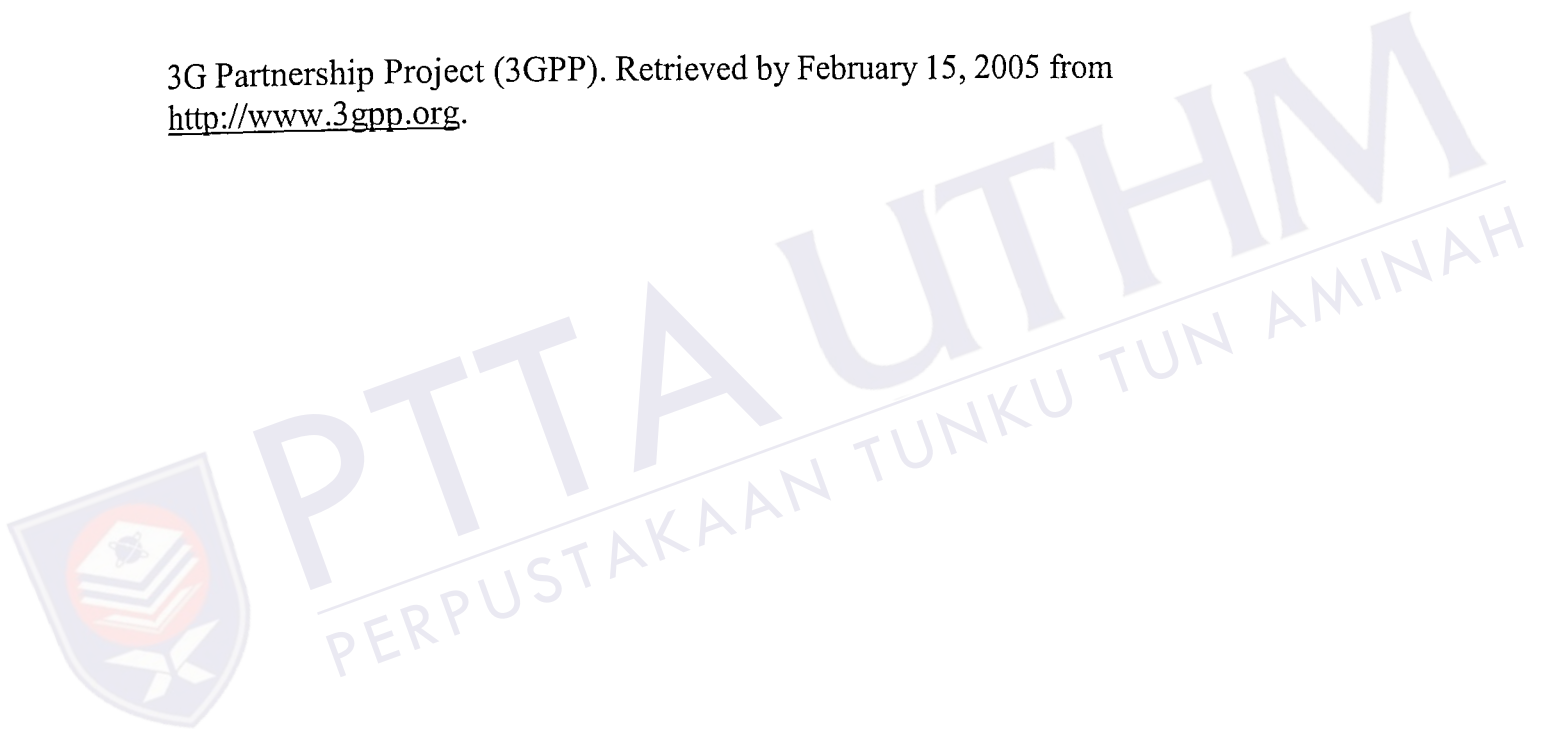 3G Partnership Project (3GPP). Retrieved by February 15, 2005 from
http://www.3gpp.org.
PTTA UTHM
PERPUSTAKAAN TUNKU TUN AMINAH